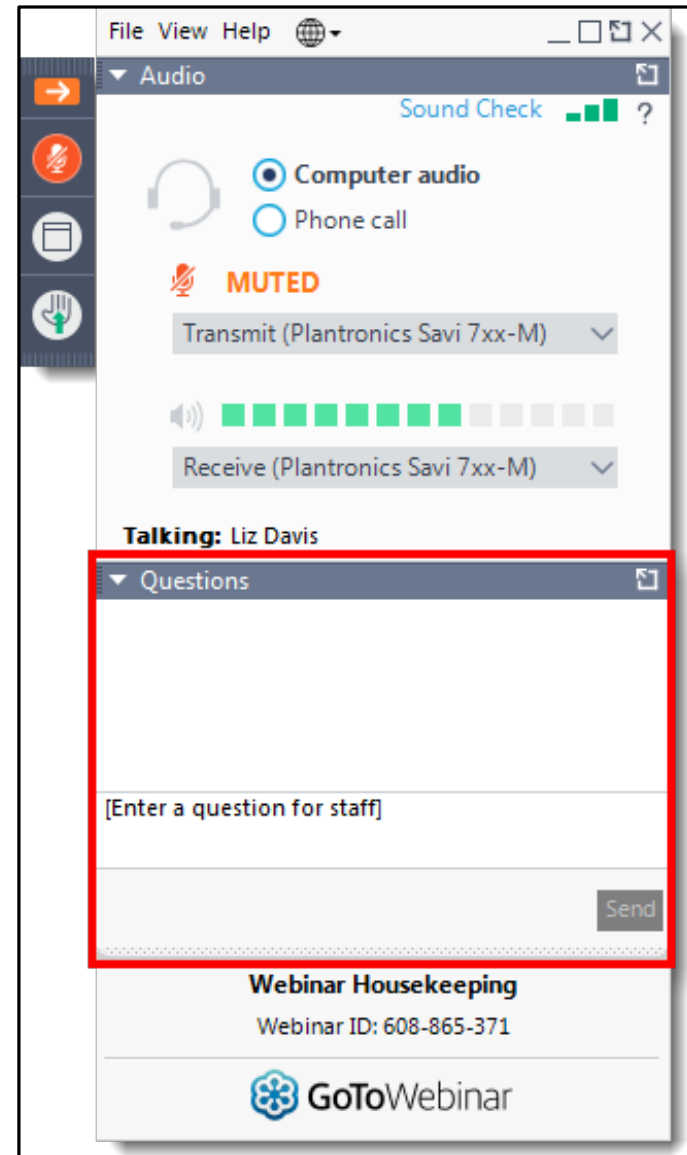 File View Help
Audio
Sound Check ?
Computer audio
Phone call
MUTED
Transmit (Plantronics Savi 7xx-M)
Receive (Plantronics Savi 7xx-M)
Talking: Liz Davis
Questions
[Enter a question for staff]
Send
Webinar Housekeeping
Webinar ID: 608-865-371
GoToWebinar